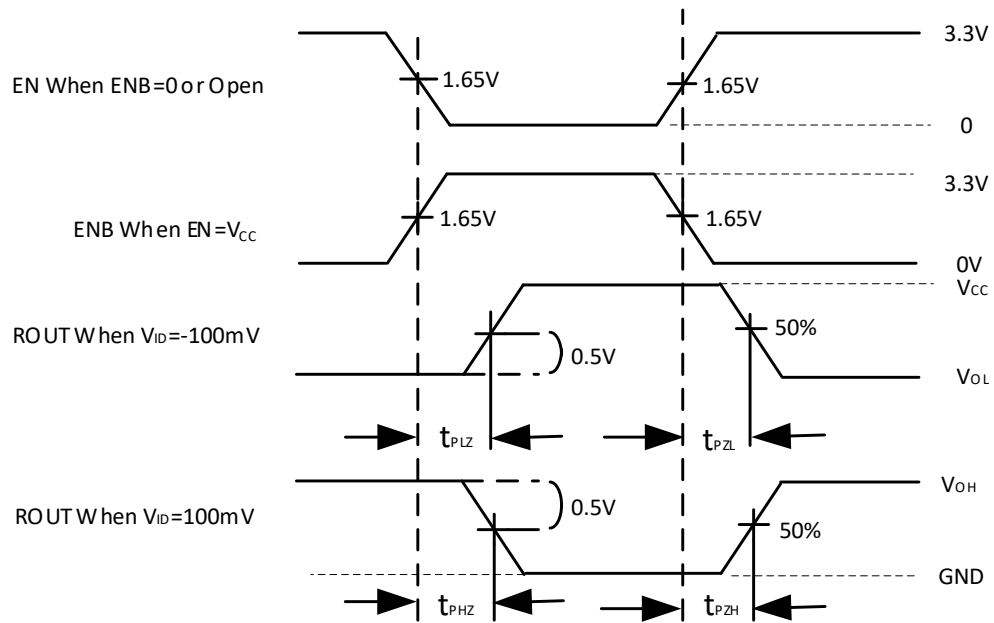 3.3V
EN When ENB=0 or Open
1.65V
1.65V
0
3.3V
ENB When EN=VCC
1.65V
1.65V
0V
VCC
ROUT When VID=-100mV
0.5V
50%
VOL
tPLZ
tPZL
VOH
ROUT When VID=100mV
0.5V
50%
GND
tPHZ
tPZH